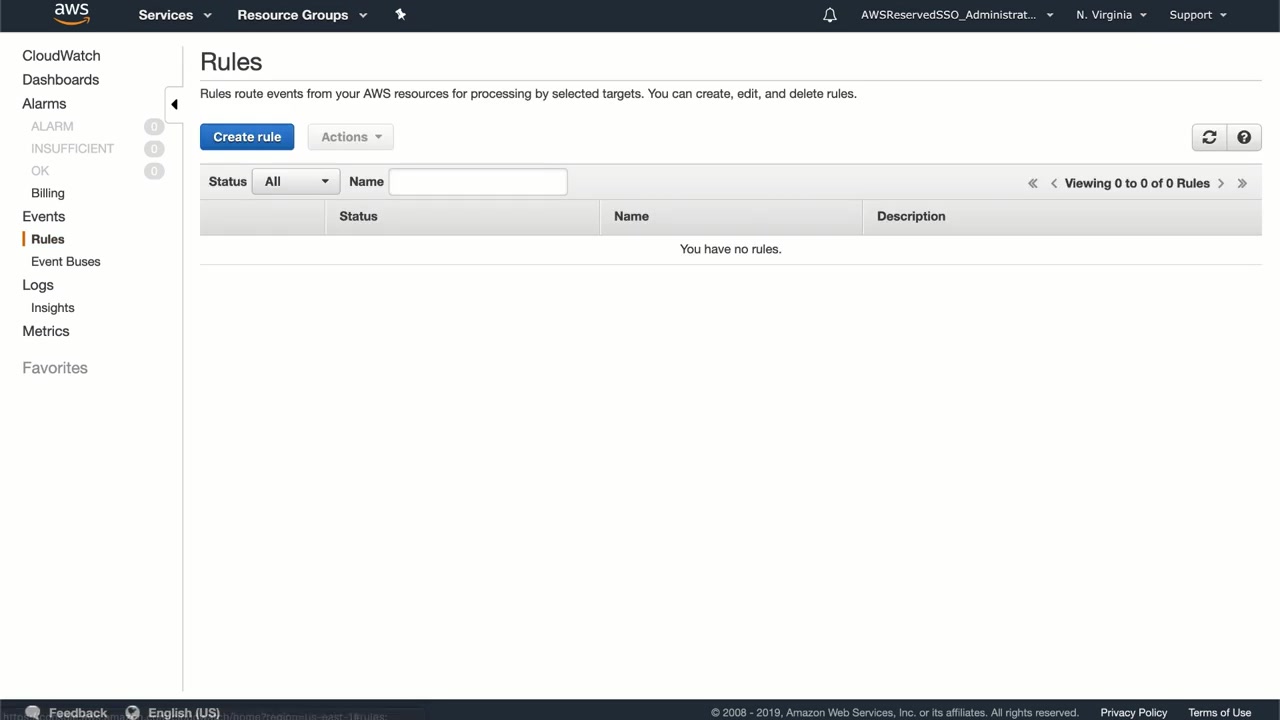 aws Services Resource Groups AWSReservedSSO_Administrat... N. Virginia Support
CloudWatch
Dashboards
Alarms
ALARM 0
INSUFFICIENT 0
OK 0
Billing
Events
Rules
Event Buses
Logs
Insights
Metrics
Favorites
Rules
Rules route events from your AWS resources for processing by selected targets. You can create, edit, and delete rules.
Create rule Actions
Status All Name « < Viewing 0 to 0 of 0 Rules > »
Status Name Description
You have no rules.
Feedback English (US) © 2008 - 2019, Amazon Web Services, Inc. or its affiliates. All rights reserved. Privacy Policy Terms of Use